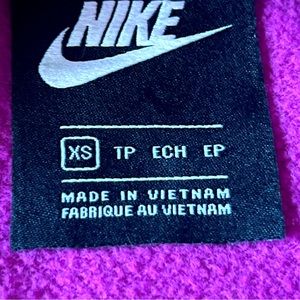 NIKE
XS TP ECH EP
MADE IN VIETNAM
FABRIQUE AU VIETNAM